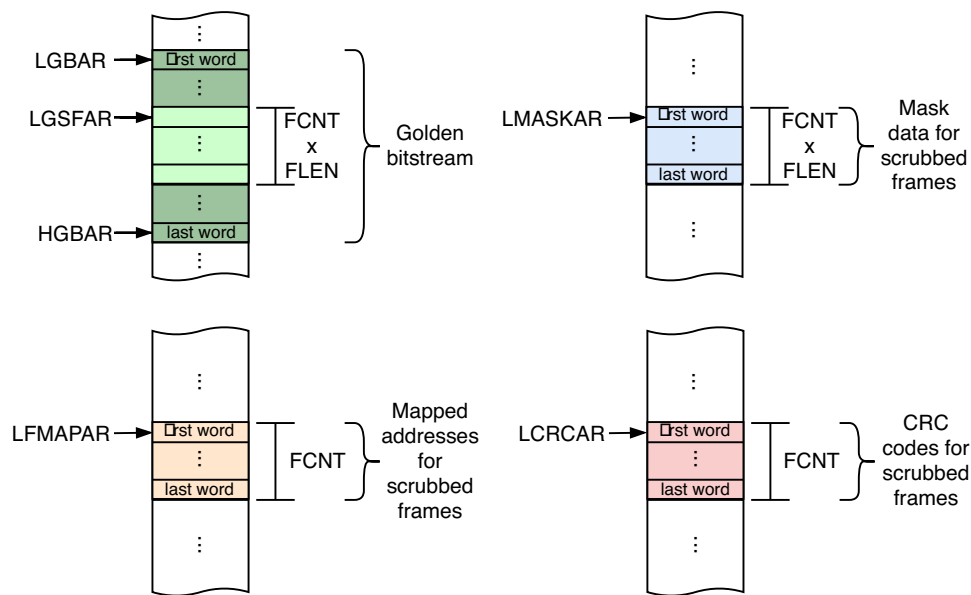 ⋮
LGBAR
□rst word
⋮
LGSFAR
⋮
FCNT
x
FLEN
Golden
bitstream
⋮
HGBAR
last word
⋮
⋮
LMASKAR
□rst word
⋮
last word
FCNT
x
FLEN
Mask
data for
scrubbed
frames
⋮
⋮
LFMAPAR
□rst word
⋮
last word
FCNT
Mapped
addresses
for
scrubbed
frames
⋮
⋮
LCRCAR
□rst word
⋮
last word
FCNT
CRC
codes for
scrubbed
frames
⋮